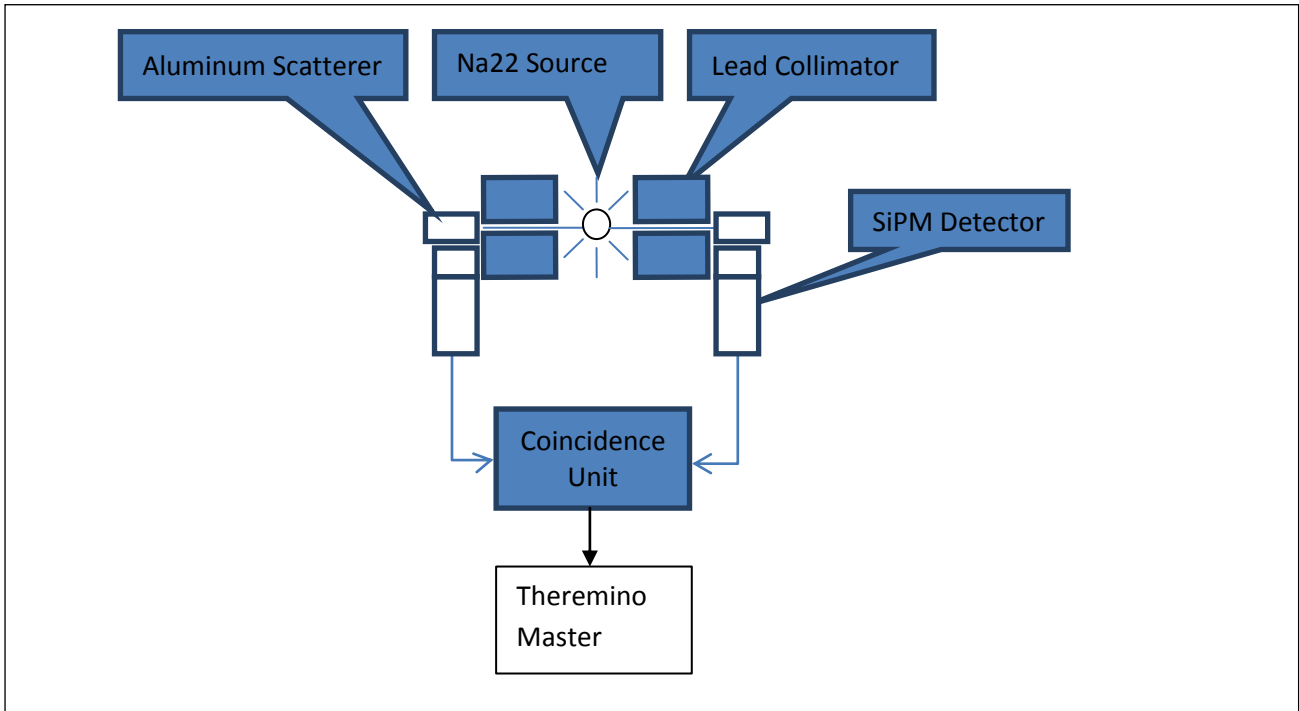 Aluminum Scatterer
Na22 Source
Lead Collimator
SiPM Detector
Coincidence
Unit
Theremino
Master